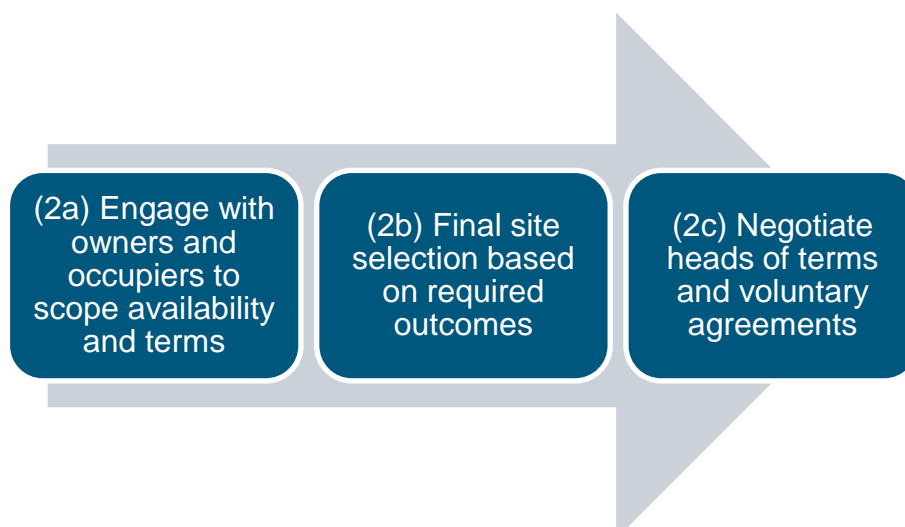 (2a) Engage with
owners and
occupiers to
scope availability
and terms
(2b) Final site
selection based
on required
outcomes
(2c) Negotiate
heads of terms
and voluntary
agreements